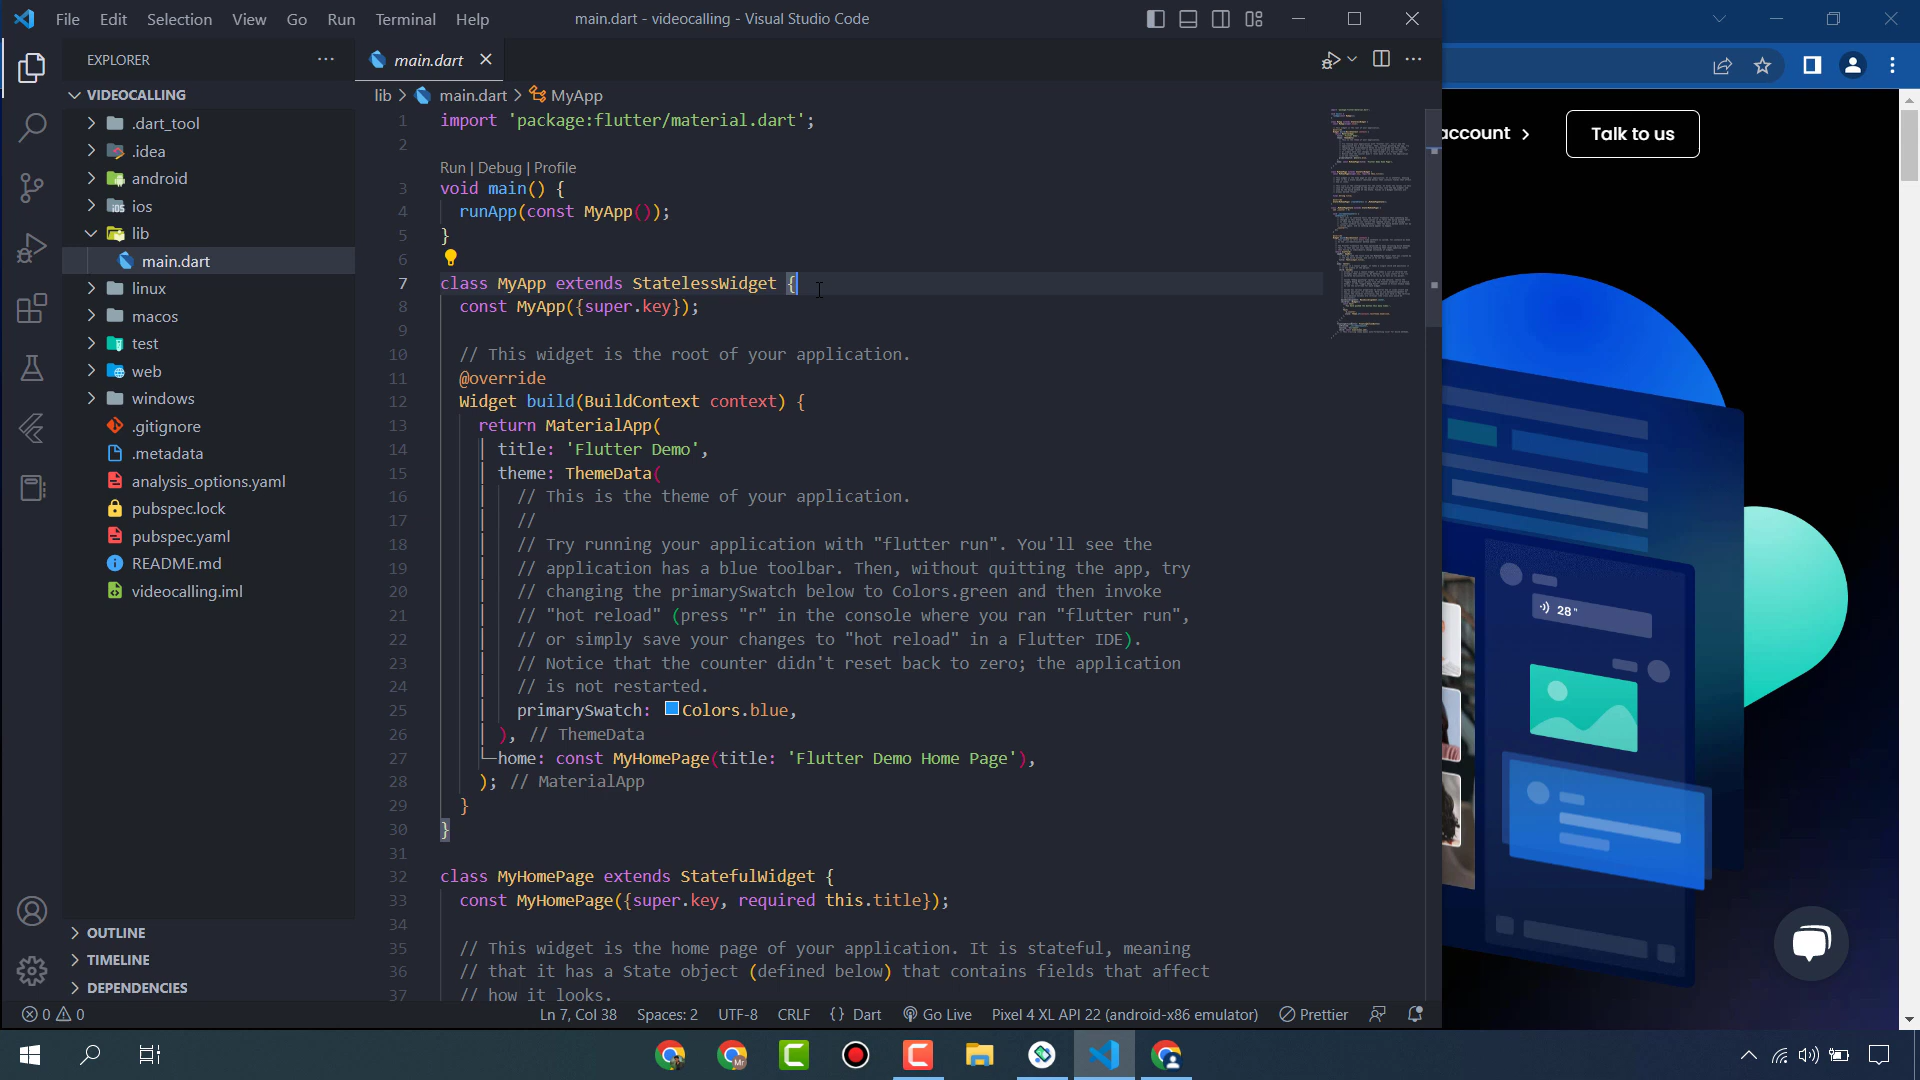 File Edit Selection View Go Run Terminal Help
main.dart - videocalling - Visual Studio Code
EXPLORER
VIDEOCALLING
.dart_tool
.idea
android
ios
lib
main.dart
linux
macos
test
web
windows
.gitignore
.metadata
analysis_options.yaml
pubspec.lock
pubspec.yaml
README.md
videocalling.iml
OUTLINE
TIMELINE
DEPENDENCIES
main.dart
lib > main.dart > MyApp
1 import 'package:flutter/material.dart';
2
Run | Debug | Profile
3 void main() {
4 runApp(const MyApp());
5 }
6
7 class MyApp extends StatelessWidget {
8 const MyApp({super.key});
9
10 // This widget is the root of your application.
11 @override
12 Widget build(BuildContext context) {
13 return MaterialApp(
14 title: 'Flutter Demo',
15 theme: ThemeData(
16 // This is the theme of your application.
17 //
18 // Try running your application with "flutter run". You'll see the
19 // application has a blue toolbar. Then, without quitting the app, try
20 // changing the primarySwatch below to Colors.green and then invoke
21 // "hot reload" (press "r" in the console where you ran "flutter run",
22 // or simply save your changes to "hot reload" in a Flutter IDE).
23 // Notice that the counter didn't reset back to zero; the application
24 // is not restarted.
25 primarySwatch: Colors.blue,
26 ), // ThemeData
27 home: const MyHomePage(title: 'Flutter Demo Home Page'),
28 ); // MaterialApp
29 }
30 }
31
32 class MyHomePage extends StatefulWidget {
33 const MyHomePage({super.key, required this.title});
34
35 // This widget is the home page of your application. It is stateful, meaning
36 // that it has a State object (defined below) that contains fields that affect
37 // how it looks.
0 0
Ln 7, Col 38 Spaces: 2 UTF-8 CRLF {} Dart Go Live Pixel 4 XL API 22 (android-x86 emulator) Prettier
account
Talk to us
28"